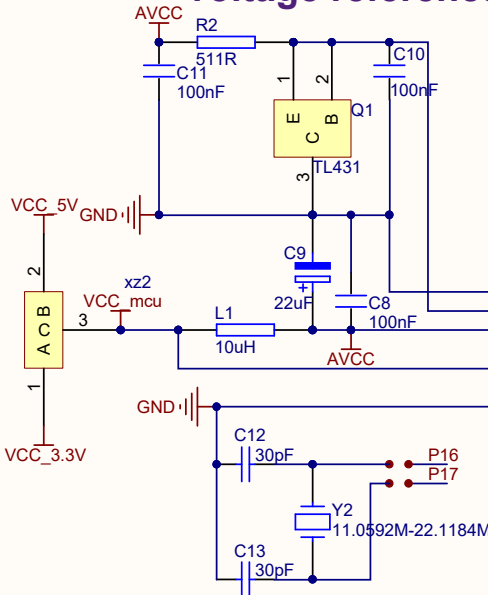 Voltage reference
AVCC
R2
511R
C11
100nF
C10
100nF
1
2
E
B
C
Q1
TL431
3
VCC_5V
GND
2
xz2
VCC_mcu
A C B
3
1
VCC_3.3V
C9
22uF
C8
100nF
L1
10uH
AVCC
GND
C12
30pF
P16
P17
Y2
11.0592M-22.1184M
C13
30pF